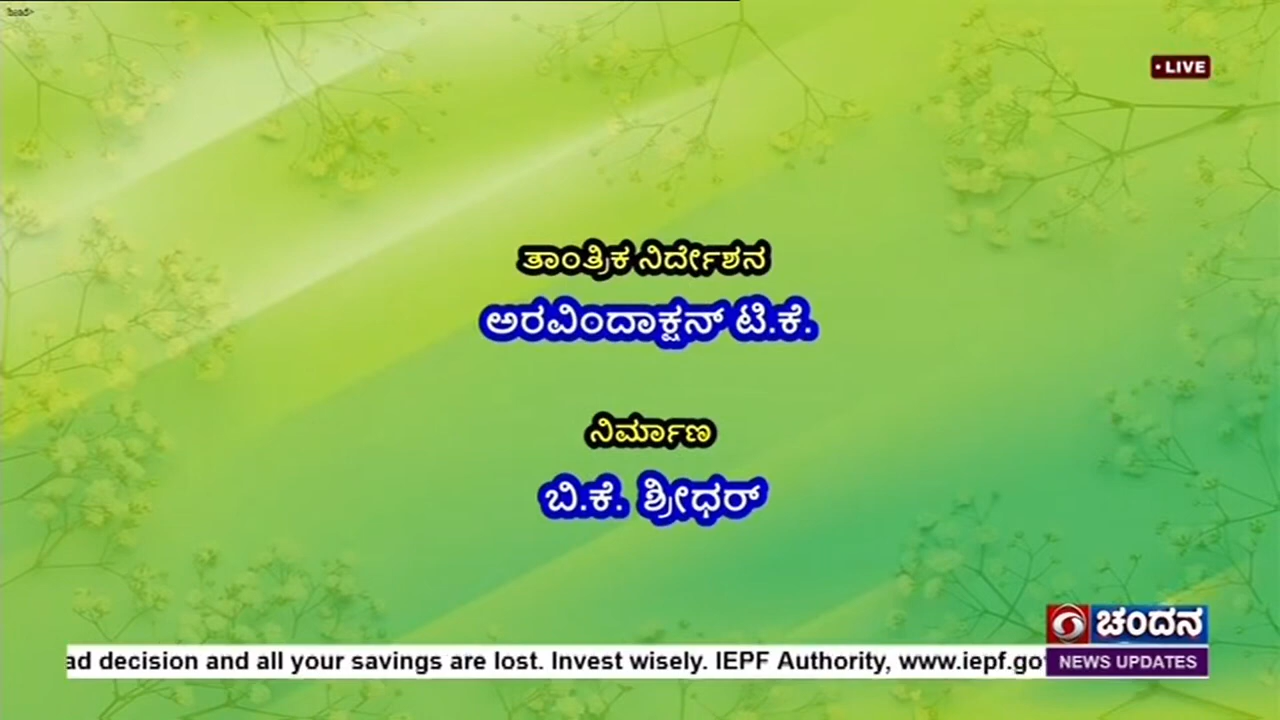 • LIVE
ತಾಂತ್ರಿಕ ನಿರ್ದೇಶನ
ಅರವಿಂದಾಕ್ಷನ್ ಟಿ.ಕೆ.
ನಿರ್ಮಾಣ
ಬಿ.ಕೆ. ಶ್ರೀಧರ್
ಚಂದನ
ad decision and all your savings are lost. Invest wisely. IEPF Authority, www.iepf.go
NEWS UPDATES